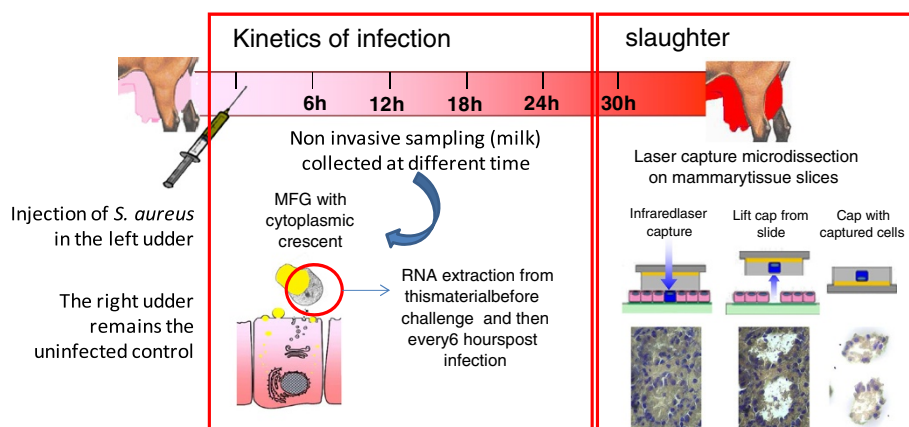 Kinetics of infection
slaughter
6h
12h
18h
24h
30h
Non invasive sampling (milk)
collected at different time
Injection of S. aureus
in the left udder
The right udder
remains the
uninfected control
MFG with
cytoplasmic
crescent
RNA extraction from
thismaterialbefore
challenge and then
every6 hourspost
infection
Laser capture microdissection
on mammarytissue slices
Infraredlaser
capture
Lift cap from
slide
Cap with
captured cells